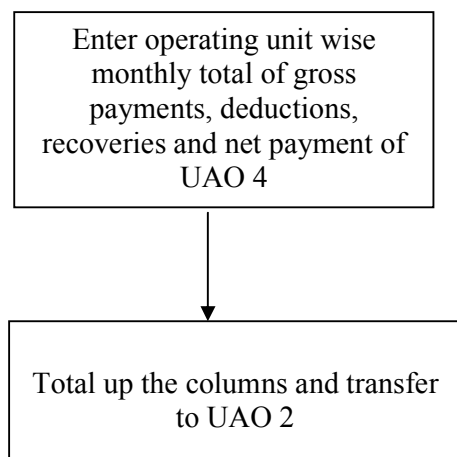 Enter operating unit wise
monthly total of gross
payments, deductions,
recoveries and net payment of
UAO 4
Total up the columns and transfer
to UAO 2